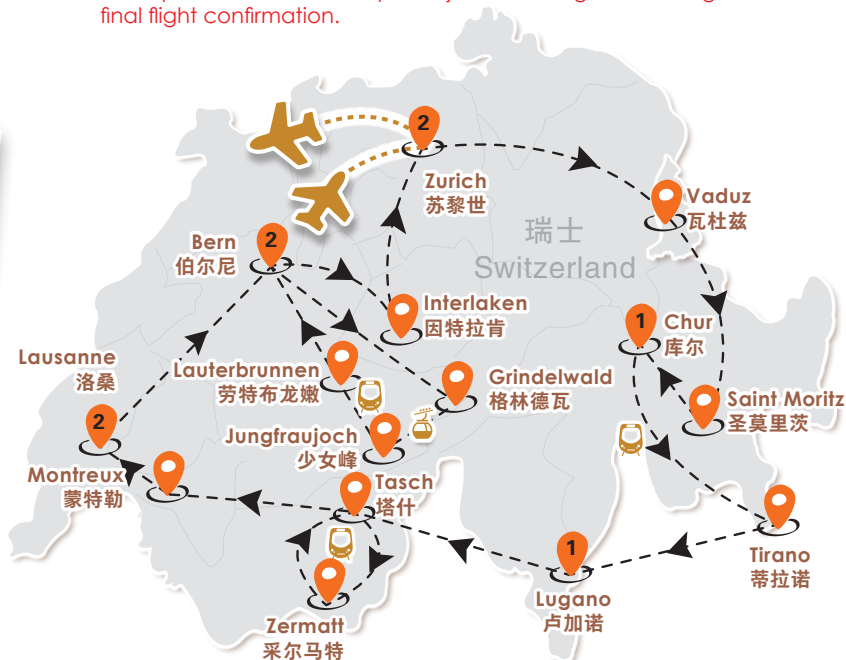 final flight confirmation.
2
Zurich
苏黎世
Vaduz
瓦杜兹
瑞士
Switzerland
2
Bern
伯尔尼
Interlaken
因特拉肯
1
Chur
库尔
Lausanne
洛桑
2
Lauterbrunnen
劳特布龙嫩
Grindelwald
格林德瓦
Saint Moritz
圣莫里茨
Jungfraujoch
少女峰
Montreux
蒙特勒
Tasch
塔什
Tirano
蒂拉诺
1
Lugano
卢加诺
Zermatt
采尔马特